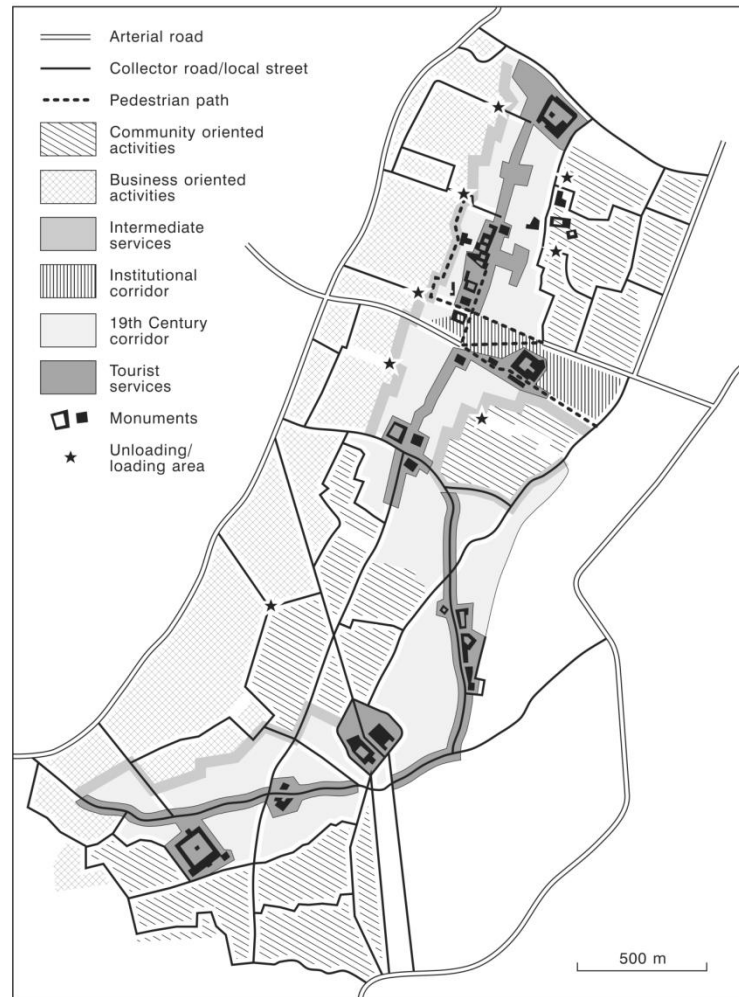 Arterial road
Collector road/local street
Pedestrian path
Community oriented
activities
Business oriented
activities
Intermediate
services
Institutional
corridor
19th Century
corridor
Tourist
services
Monuments
Unloading/
loading area
500 m